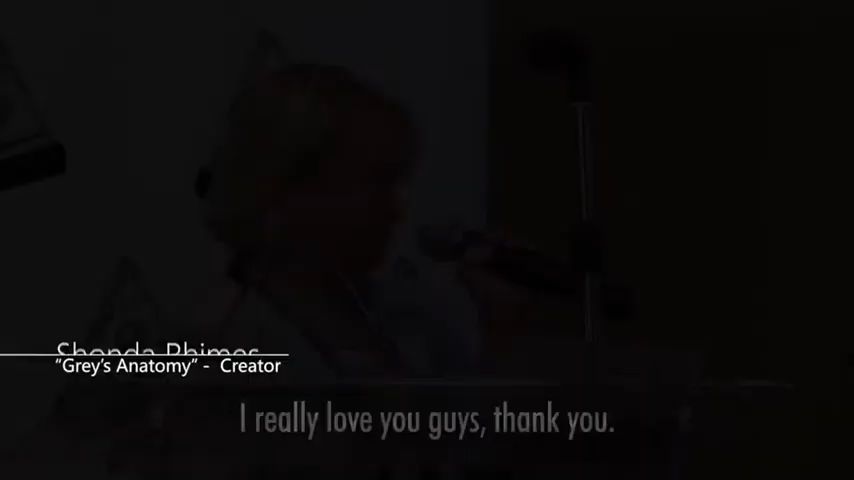 Shonda Rhimes
"Grey's Anatomy" - Creator
I really love you guys, thank you.